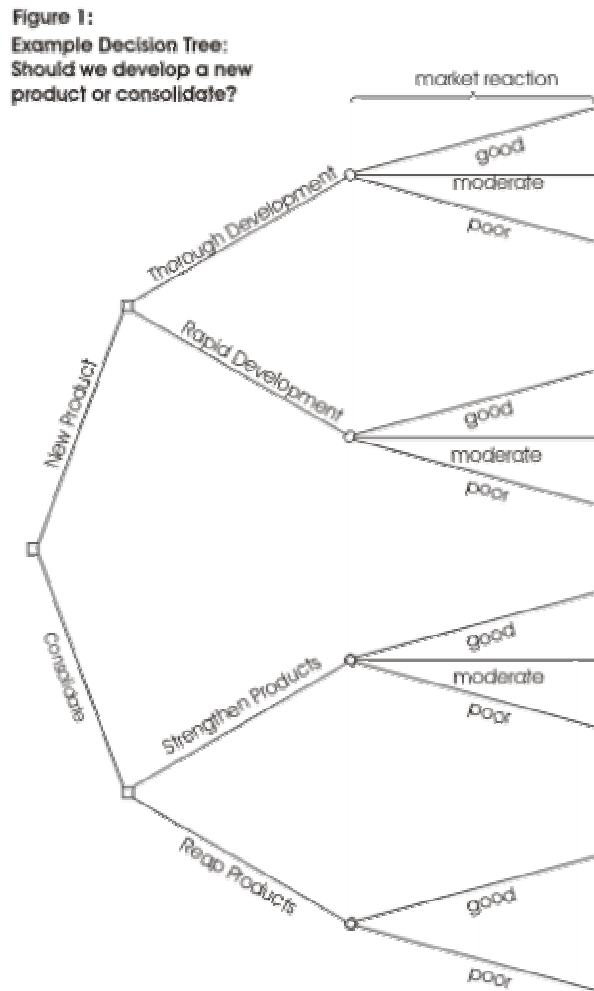 Figure 1:
Example Decision Tree:
Should we develop a new
product or consolidate?
market reaction
good
moderate
poor
Thorough Development
Rapid Development
good
moderate
poor
New Product
Consolidate
good
moderate
poor
Strengthen Products
Reap Products
good
poor